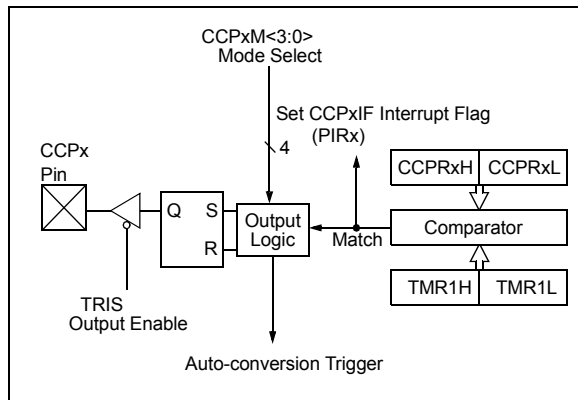 CCPxM<3:0>
Mode Select
Set CCPxIF Interrupt Flag
(PIRx)
4
CCPx
Pin
CCPRxH CCPRxL
Q S
R
Output
Logic
Match
Comparator
TRIS
Output Enable
TMR1H TMR1L
Auto-conversion Trigger